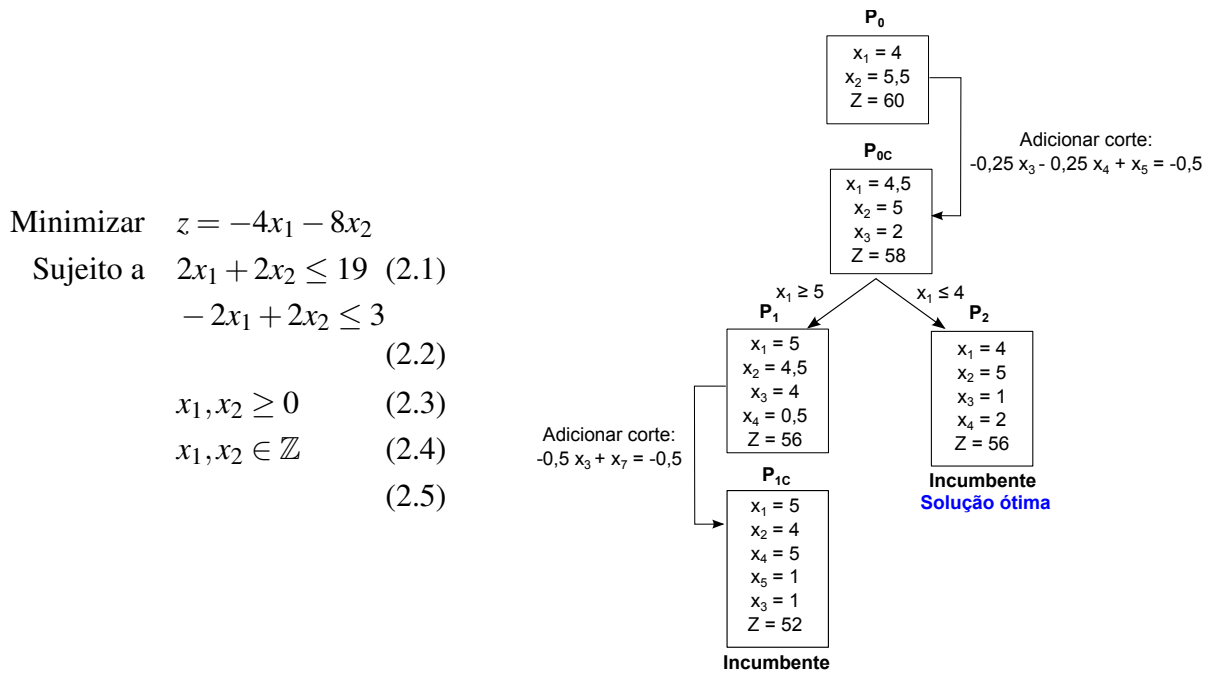 Minimizar z = −4x₁ − 8x₂
Sujeito a 2x₁ + 2x₂ ≤ 19 (2.1)
− 2x₁ + 2x₂ ≤ 3
(2.2)
x₁, x₂ ≥ 0 (2.3)
x₁, x₂ ∈ ℤ (2.4)
(2.5)
P₀
x₁ = 4
x₂ = 5,5
Z = 60
Adicionar corte:
-0,25 x₃ - 0,25 x₄ + x₅ = -0,5
P₀C
x₁ = 4,5
x₂ = 5
x₃ = 2
Z = 58
x₁ ≥ 5
x₁ ≤ 4
P₁
x₁ = 5
x₂ = 4,5
x₃ = 4
x₄ = 0,5
Z = 56
P₂
x₁ = 4
x₂ = 5
x₃ = 1
x₄ = 2
Z = 56
Incumbente
Solução ótima
Adicionar corte:
-0,5 x₃ + x₇ = -0,5
P₁C
x₁ = 5
x₂ = 4
x₄ = 5
x₅ = 1
x₃ = 1
Z = 52
Incumbente